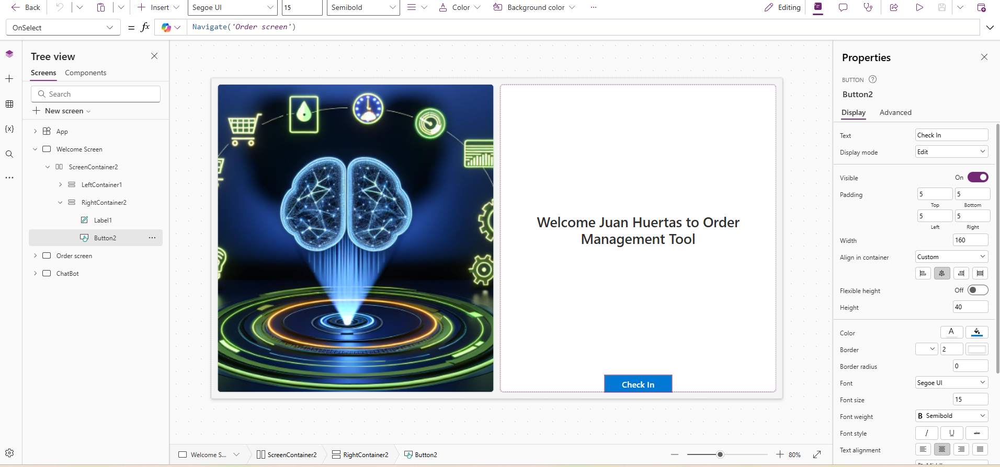 Back
Insert
Segoe UI
15
Semibold
Color
Background color
Editing
OnSelect
= fx
Navigate('Order screen')
Tree view
Screens
Components
Search
New screen
App
Welcome Screen
ScreenContainer2
LeftContainer1
RightContainer2
Label1
Button2
Order screen
ChatBot
{x}
Welcome Juan Huertas to Order
Management Tool
Check In
Properties
BUTTON
?
Button2
Display
Advanced
Text
Check In
Display mode
Edit
Visible
On
Padding
5
5
Top
Bottom
5
5
Left
Right
Width
160
Align in container
Custom
Flexible height
Off
Height
40
Color
A
Border
2
Border radius
0
Font
Segoe UI
Font size
15
Font weight
B Semibold
Font style
/
U
abc
Text alignment
Welcome S...
ScreenContainer2
RightContainer2
Button2
80%